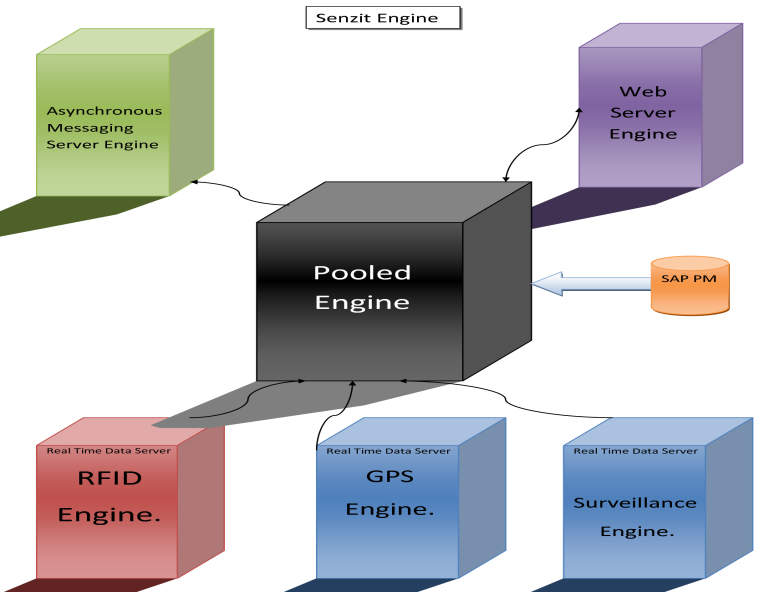 Senzit Engine
Asynchronous
Messaging
Server Engine
Web
Server
Engine
Pooled
Engine
SAP PM
Real Time Data Server
RFID
Engine.
Real Time Data Server
GPS
Engine.
Real Time Data Server
Surveillance
Engine.